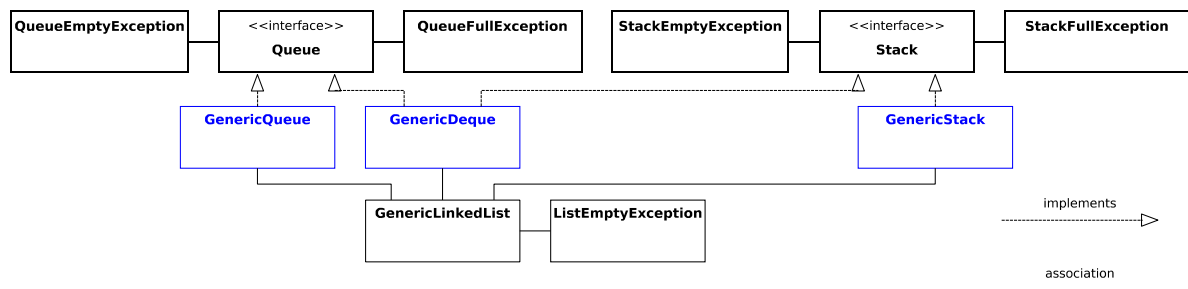 QueueEmptyException
<<interface>>
Queue
QueueFullException
StackEmptyException
<<interface>>
Stack
StackFullException
GenericQueue
GenericDeque
GenericStack
GenericLinkedList
ListEmptyException
implements
association